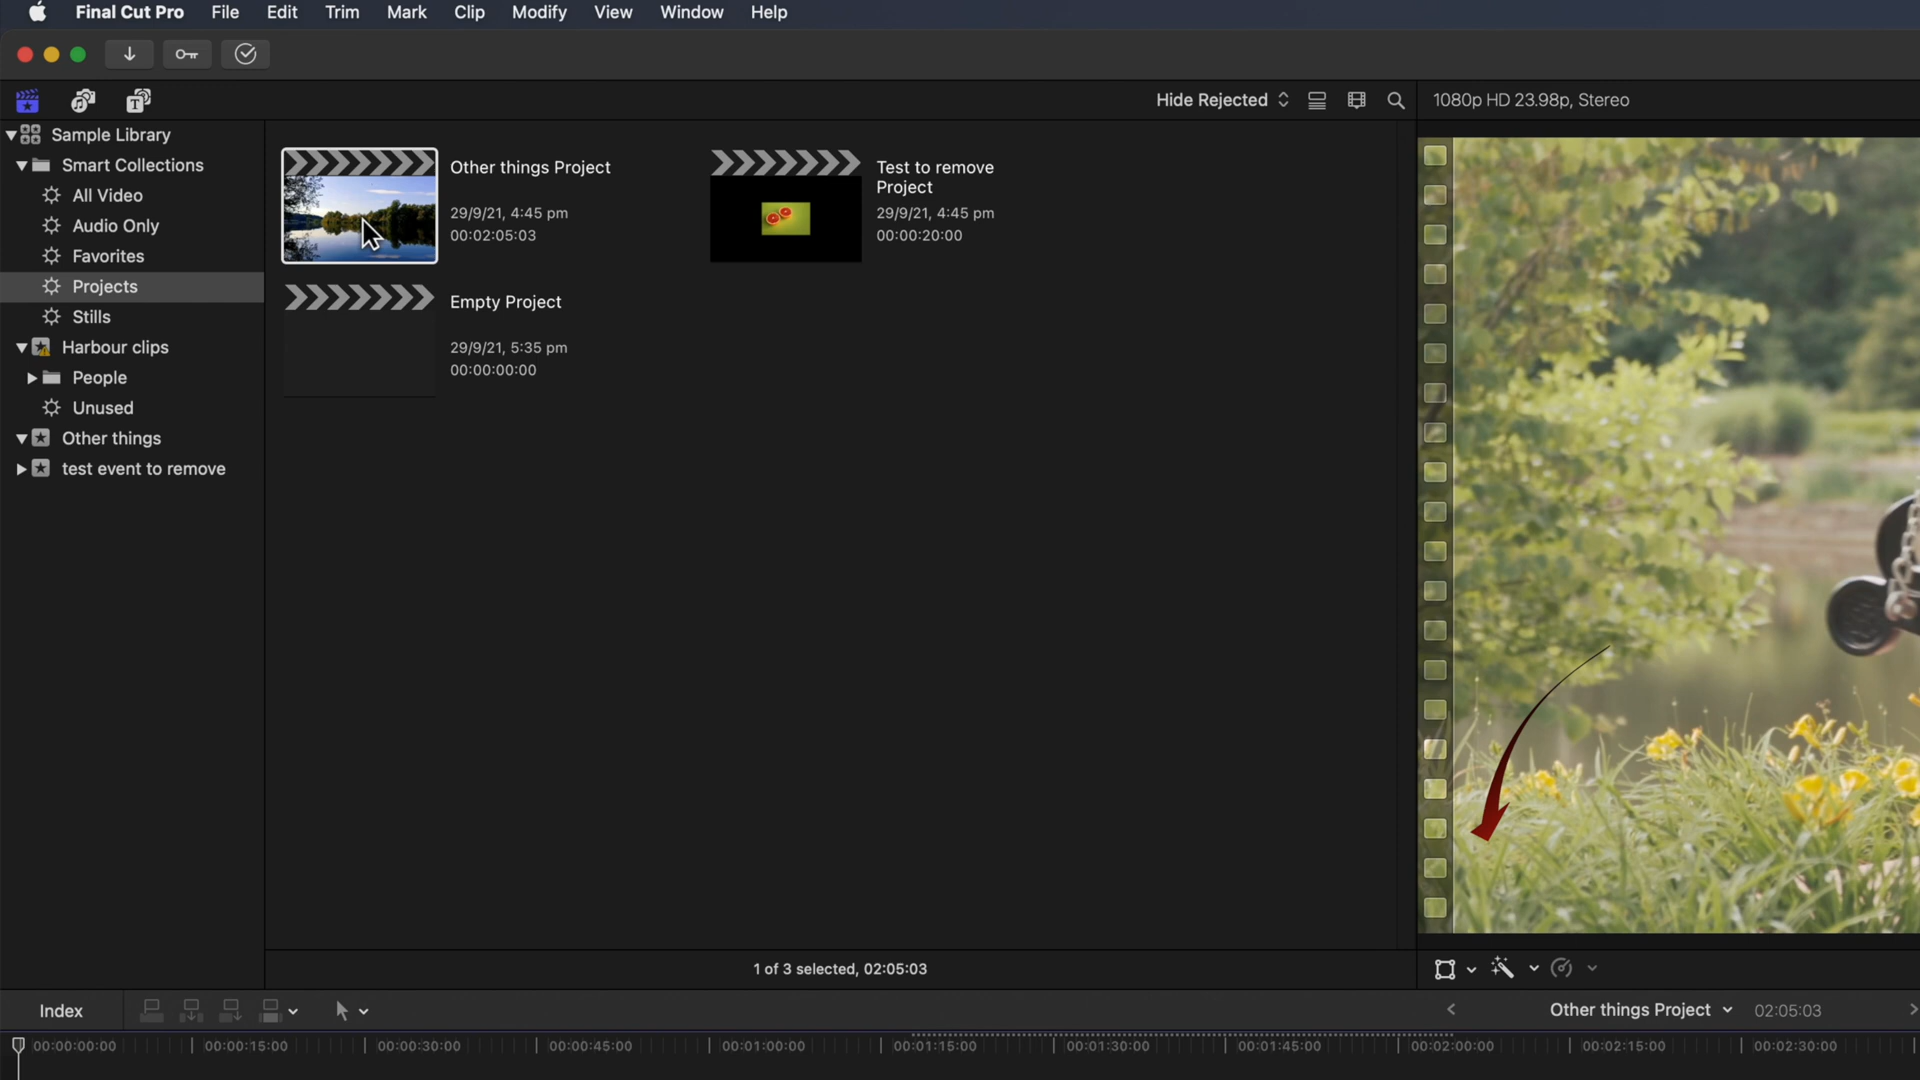 Final Cut Pro File Edit Trim Mark Clip Modify View Window Help
Hide Rejected
1080p HD 23.98p, Stereo
Sample Library
Smart Collections
All Video
Audio Only
Favorites
Projects
Stills
Harbour clips
People
Unused
Other things
test event to remove
Other things Project
29/9/21, 4:45 pm
00:02:05:03
Test to remove
Project
29/9/21, 4:45 pm
00:00:20:00
Empty Project
29/9/21, 5:35 pm
00:00:00:00
1 of 3 selected, 02:05:03
Index
Other things Project 02:05:03
00:00:00:00 00:00:15:00 00:00:30:00 00:00:45:00 00:01:00:00 00:01:15:00 00:01:30:00 00:01:45:00 00:02:00:00 00:02:15:00 00:02:30:00